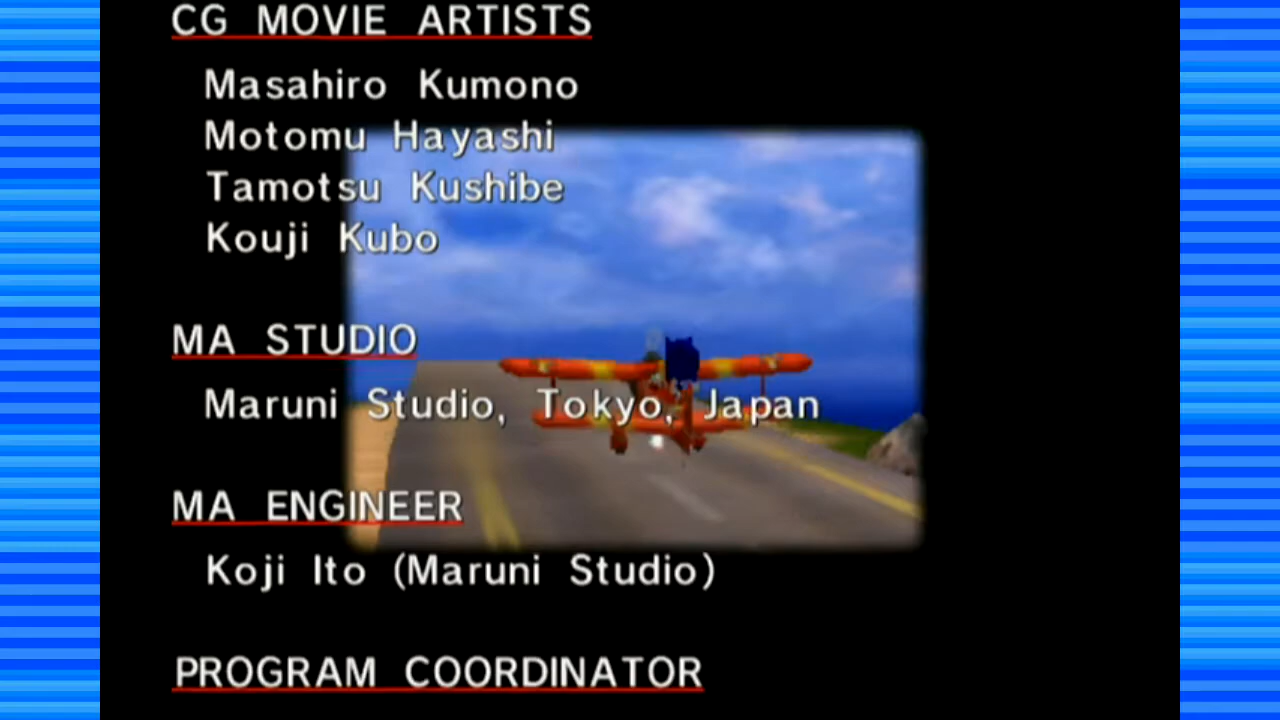 CG MOVIE ARTISTS
Masahiro Kumono
Motomu Hayashi
Tamotsu Kushibe
Kouji Kubo
MA STUDIO
Maruni Studio, Tokyo, Japan
MA ENGINEER
Koji Ito (Maruni Studio)
PROGRAM COORDINATOR